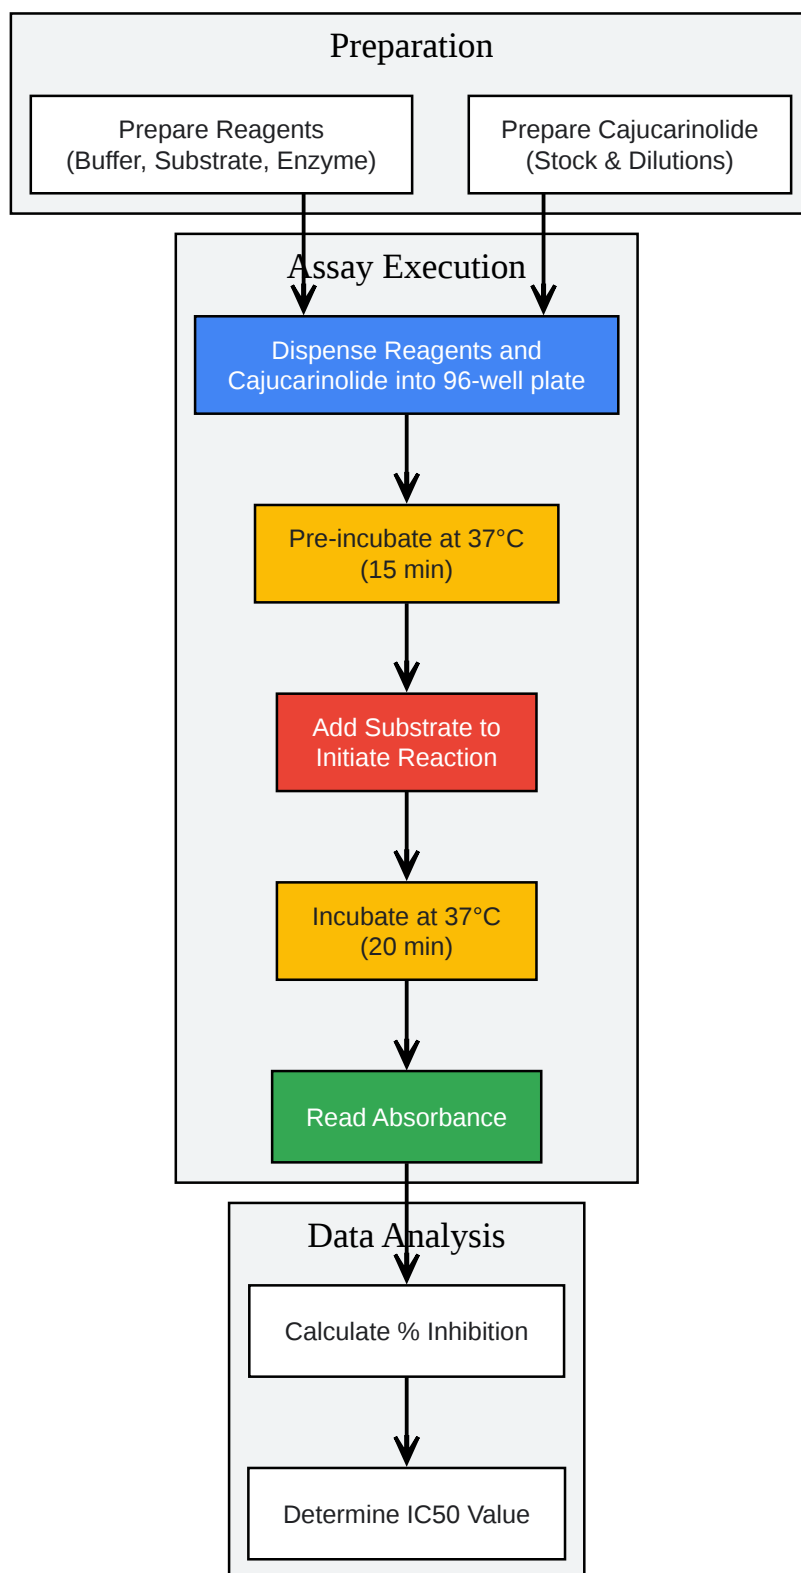 Preparation
Prepare Reagents
(Buffer, Substrate, Enzyme)
Prepare Cajucarinolide
(Stock & Dilutions)
Assay Execution
Dispense Reagents and
Cajucarinolide into 96-well plate
Pre-incubate at 37°C
(15 min)
Add Substrate to
Initiate Reaction
Incubate at 37°C
(20 min)
Read Absorbance
Data Analysis
Calculate % Inhibition
Determine IC50 Value